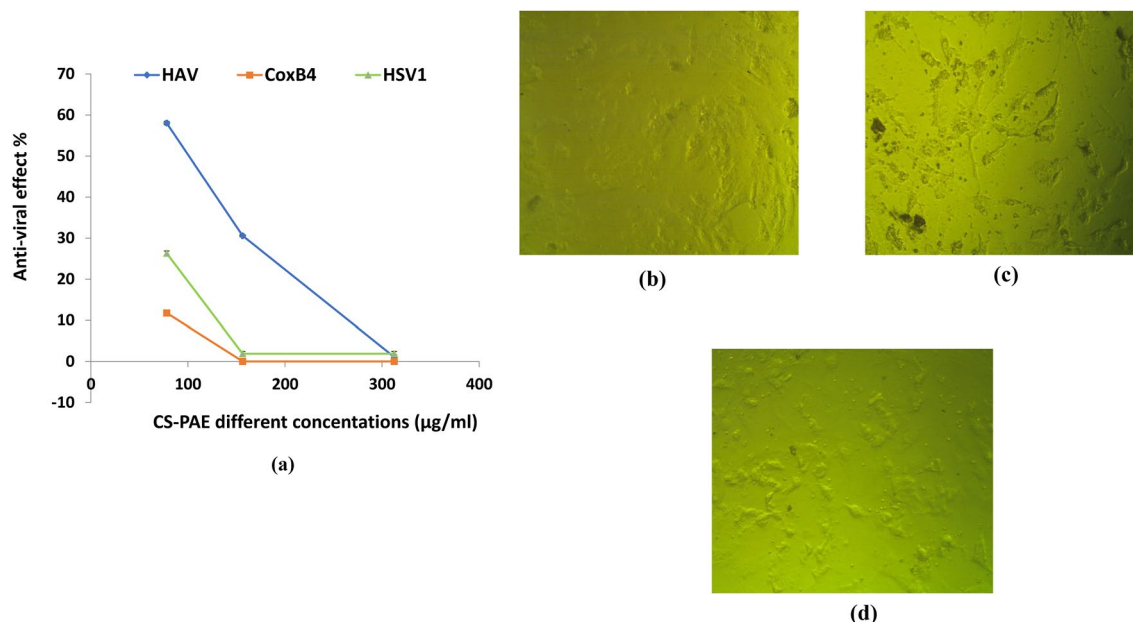 HAV CoxB4 HSV1
70
60
50
40
30
20
10
0
-10
0 100 200 300 400
Anti-viral effect %
CS-PAE different concentations (µg/ml)
(a)
(b)
(c)
(d)